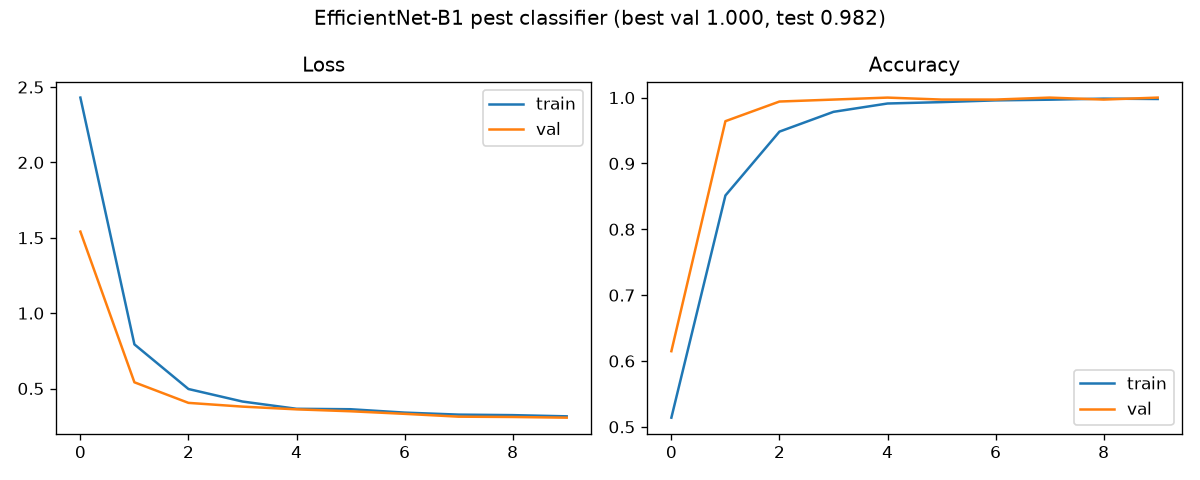 EfficientNet-B1 pest classifier (best val 1.000, test 0.982)
Loss
2.5
2.0
1.5
1.0
0.5
0 2 4 6 8
train
val
Accuracy
1.0
0.9
0.8
0.7
0.6
0.5
0 2 4 6 8
train
val